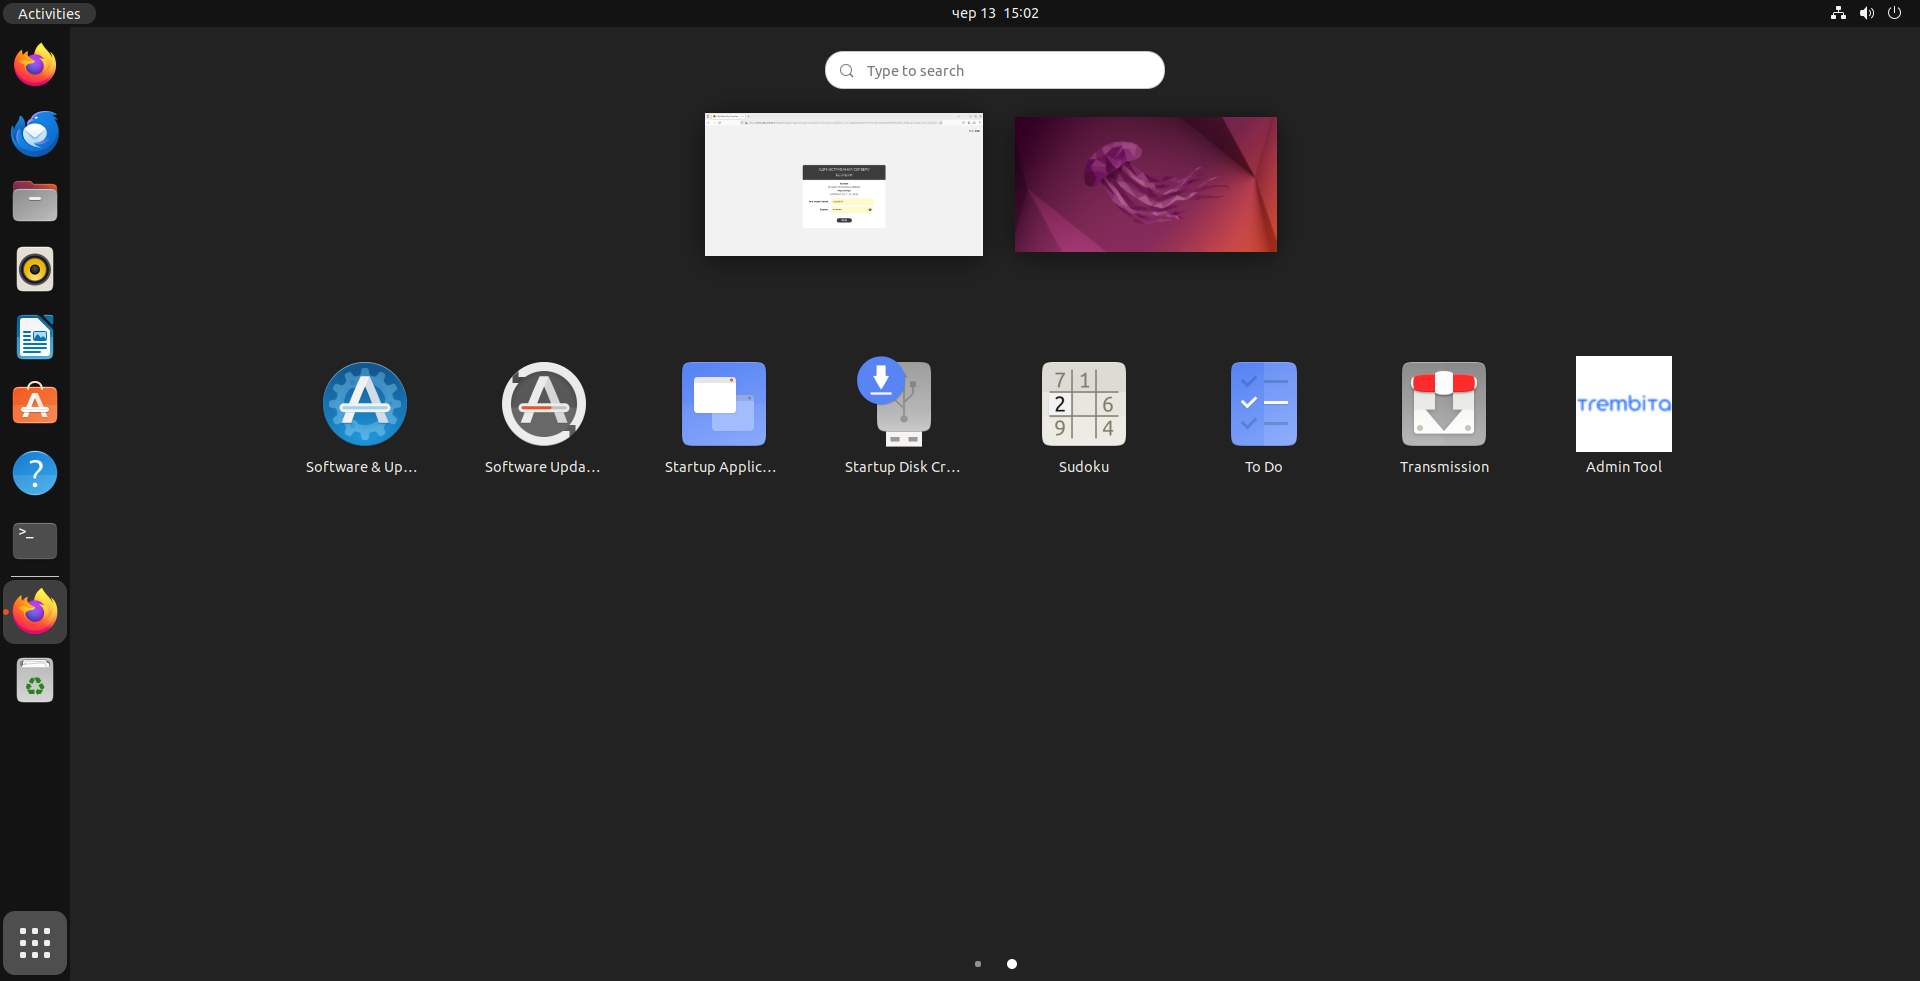 Activities
чер 13 15:02
Type to search
7 1
2 6
9 4
trembita
Software & Up...
Software Upda...
Startup Applic...
Startup Disk Cr...
Sudoku
To Do
Transmission
Admin Tool
?
>_